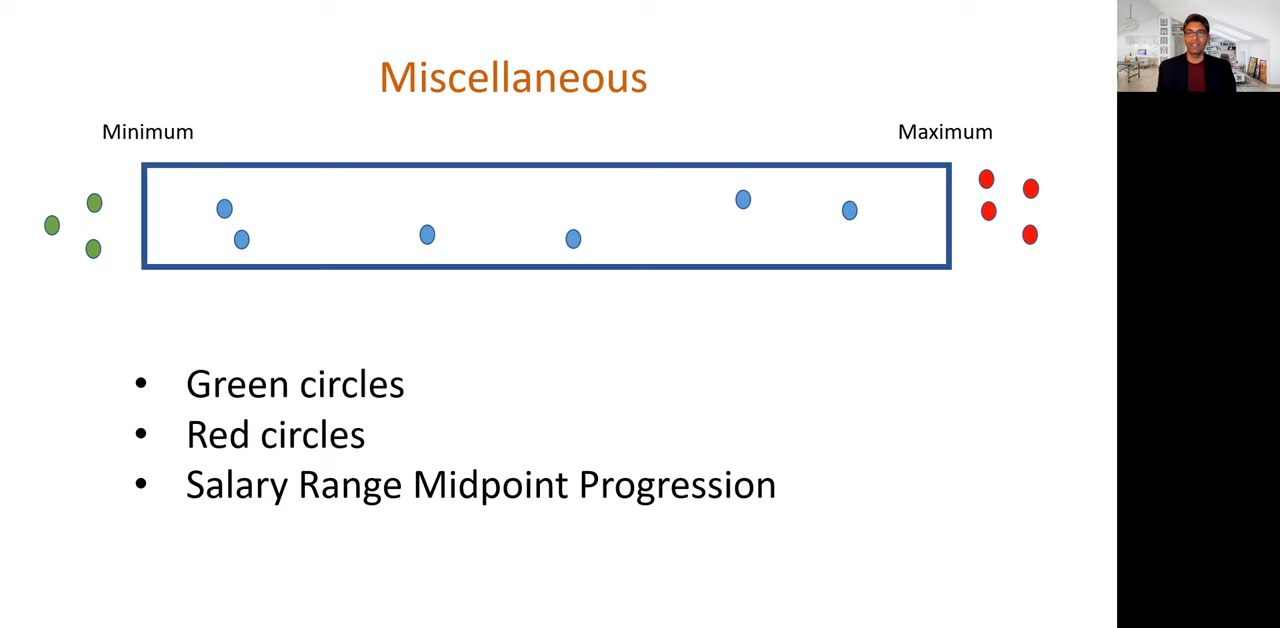 Miscellaneous
Minimum
Maximum
• Green circles
• Red circles
• Salary Range Midpoint Progression